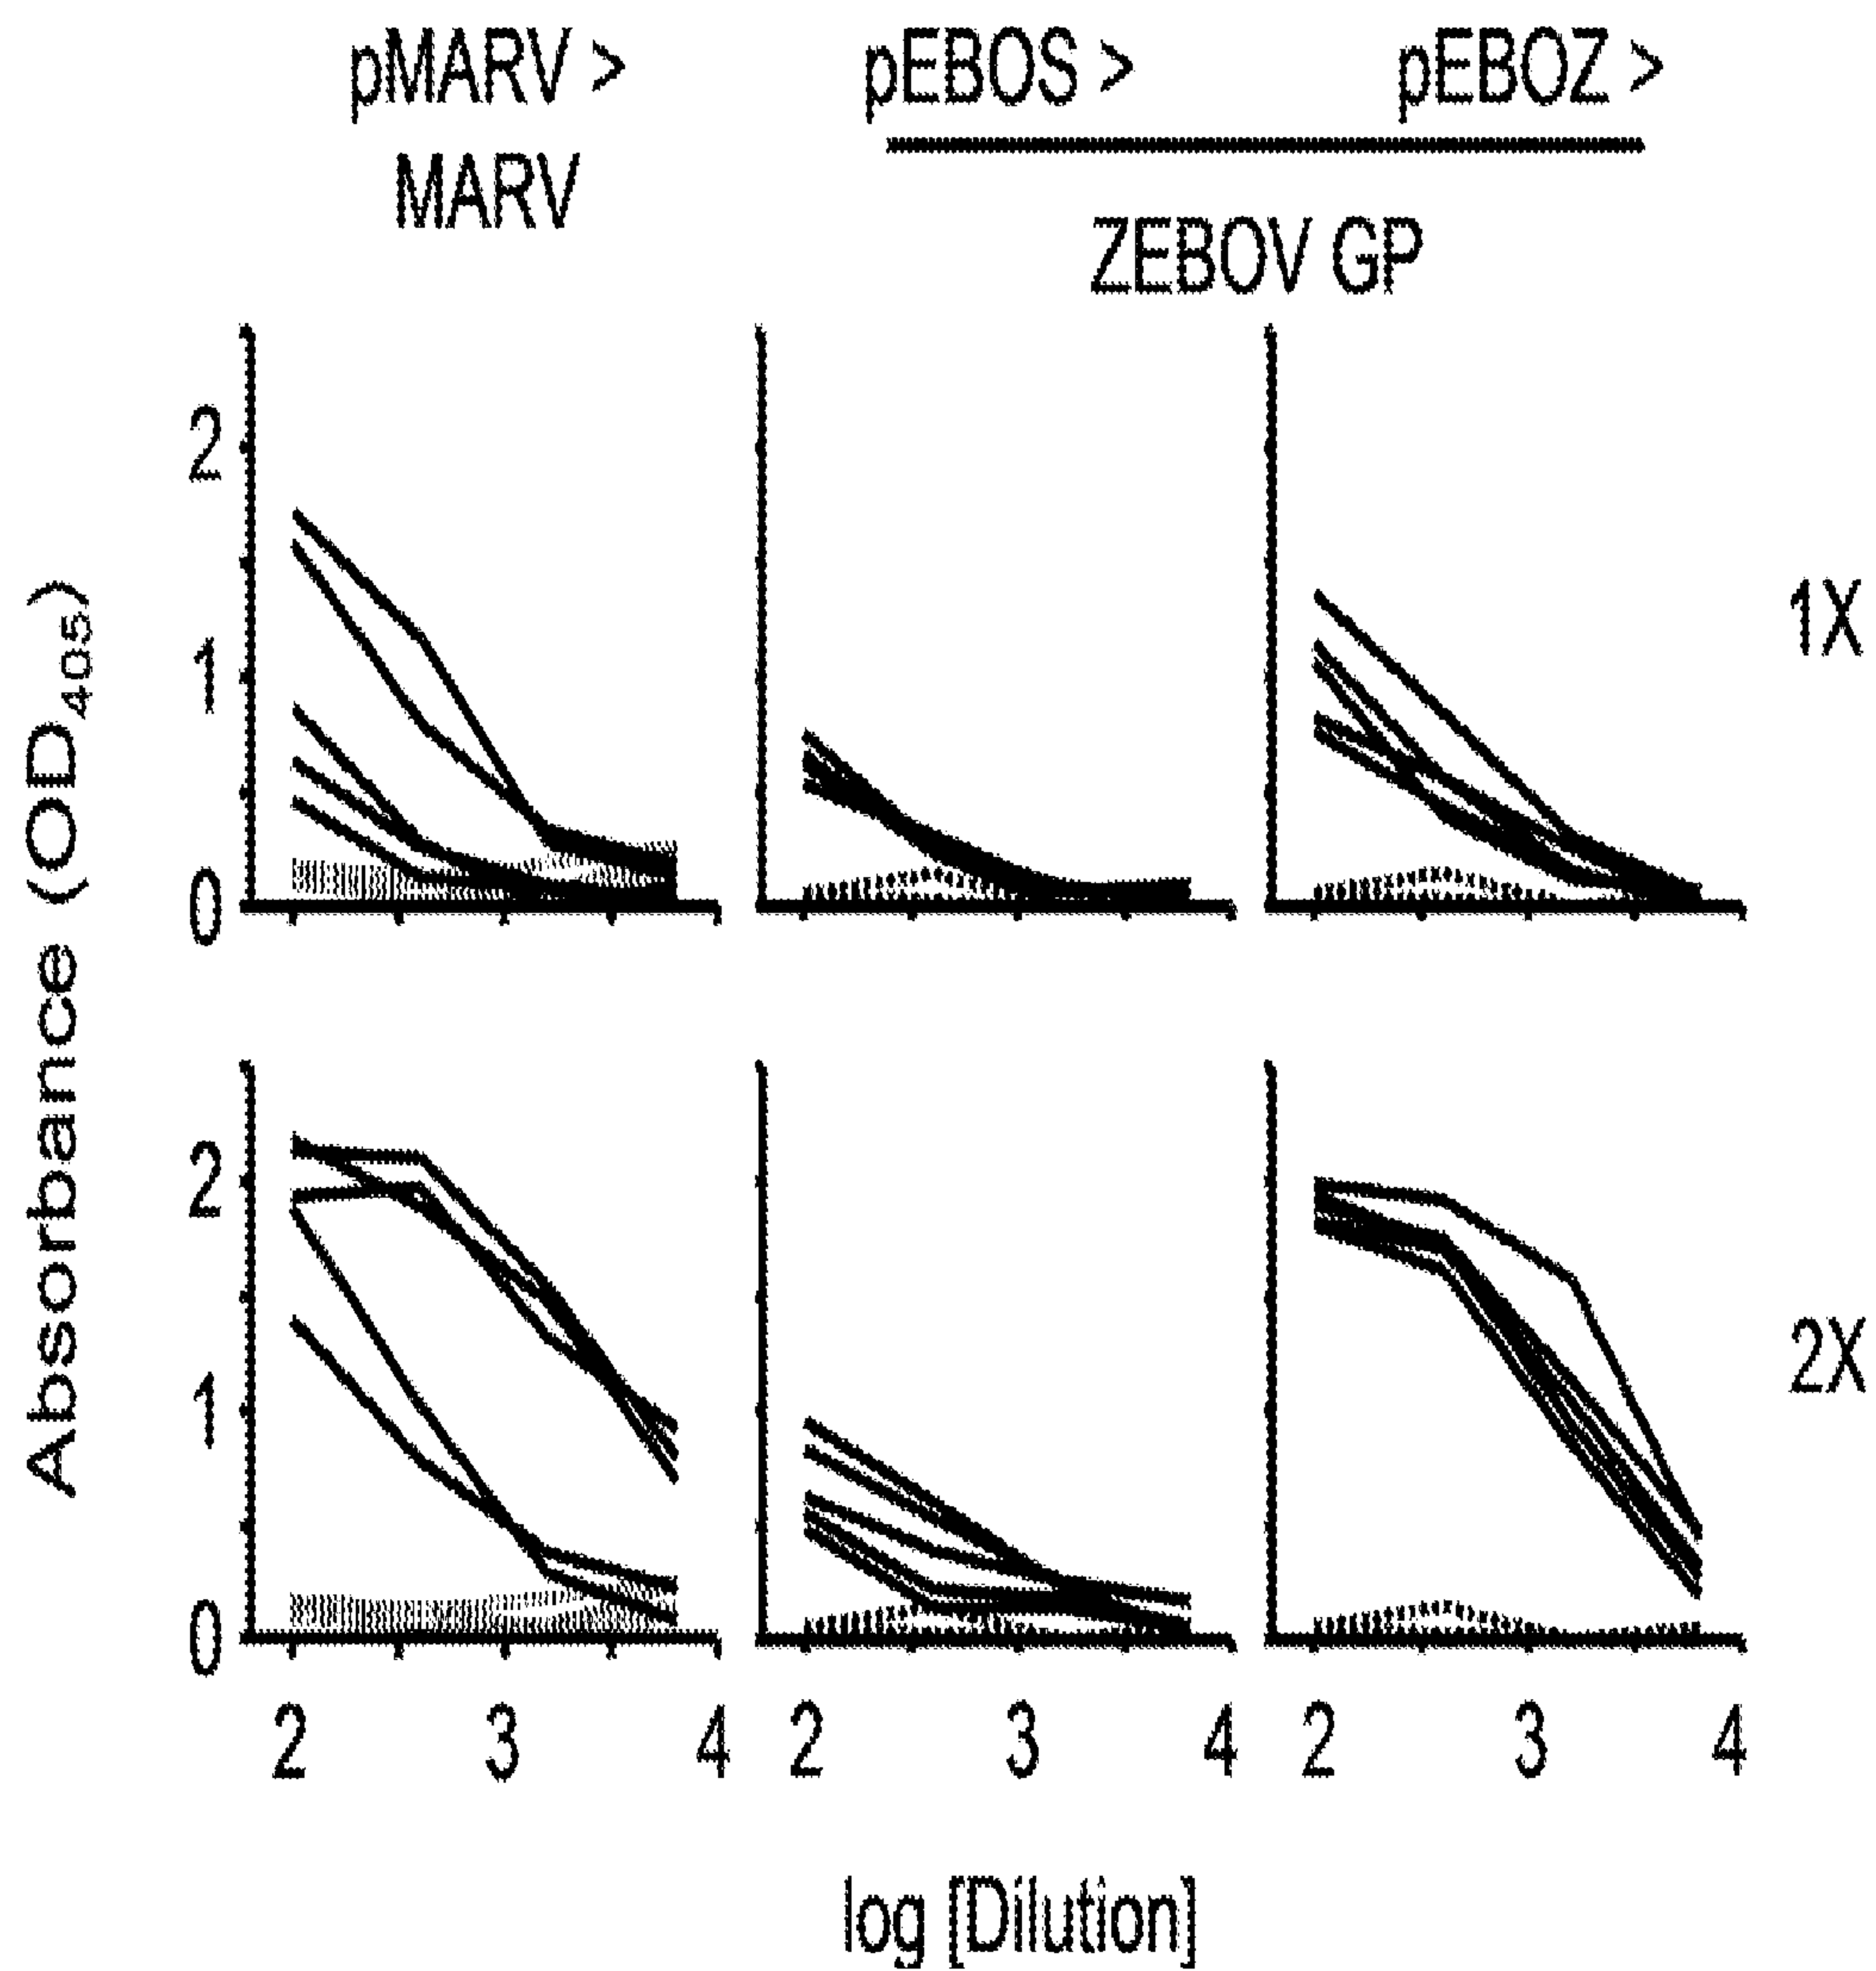 pMARV > pEBOS > pEBOZ >
MARV
ZEBOV GP
Absorbance (OD405)
2
1
0
1X
2
1
0
2X
2 3 4 2 3 4 2 3 4
log [Dilution]